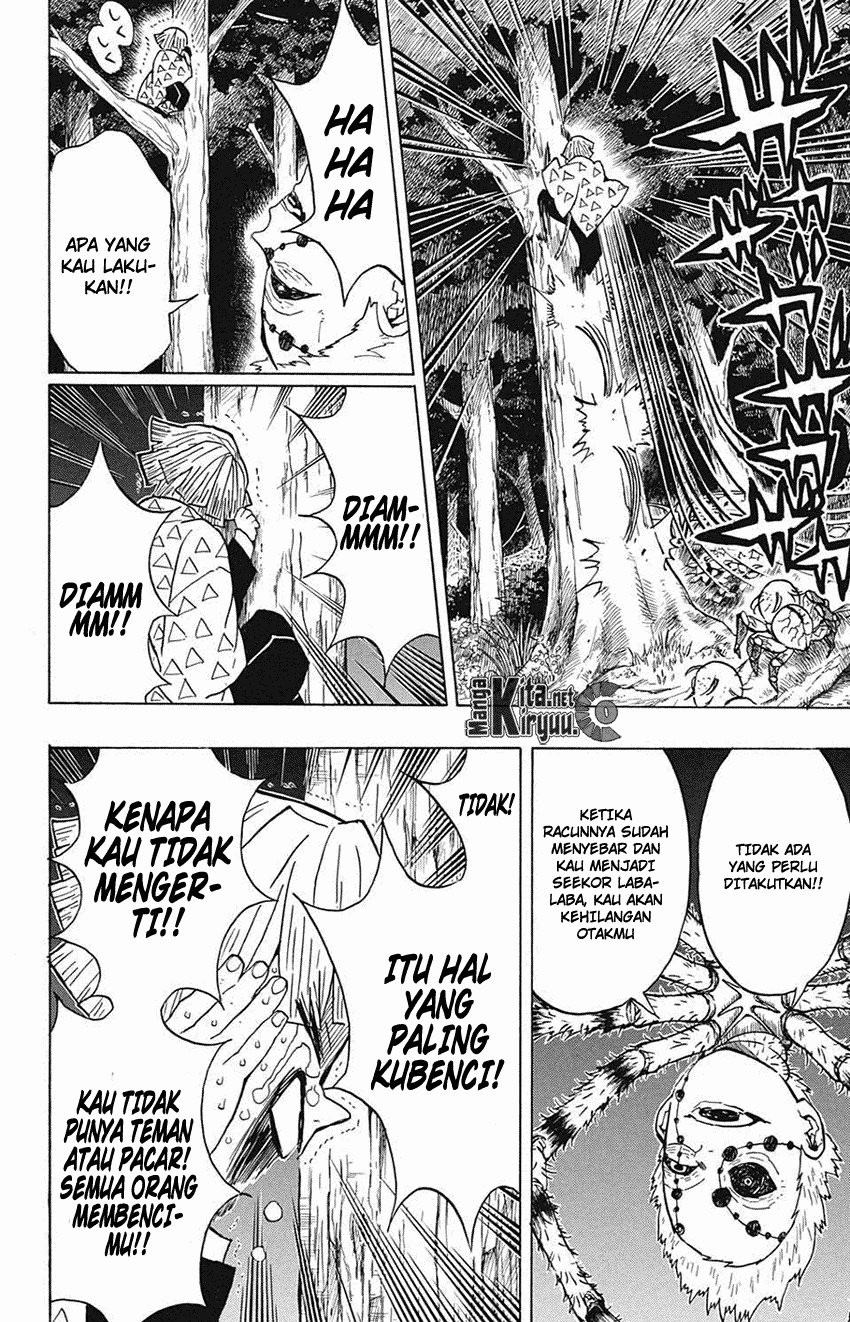 HA
HA
HA
APA YANG
KAU LAKU-
KAN!!
DIAM-
MMM!!
DIAMM
MM!!
Manga
Kita.net
Kiryuu.
TIDAK ADA
YANG PERLU
DITAKUTKAN!!
KETIKA
RACUNNYA SUDAH
MENYEBAR DAN
KAU MENJADI
SEEKOR LABA-
LABA, KAU AKAN
KEHILANGAN
OTAKMU
TIDAK!
ITU HAL
YANG
PALING
KUBENCI!
KENAPA
KAU TIDAK
MENGER-
TI!!
KAU TIDAK
PUNYA TEMAN
ATAU PACAR!
SEMUA ORANG
MEMBENCI-
MU!!